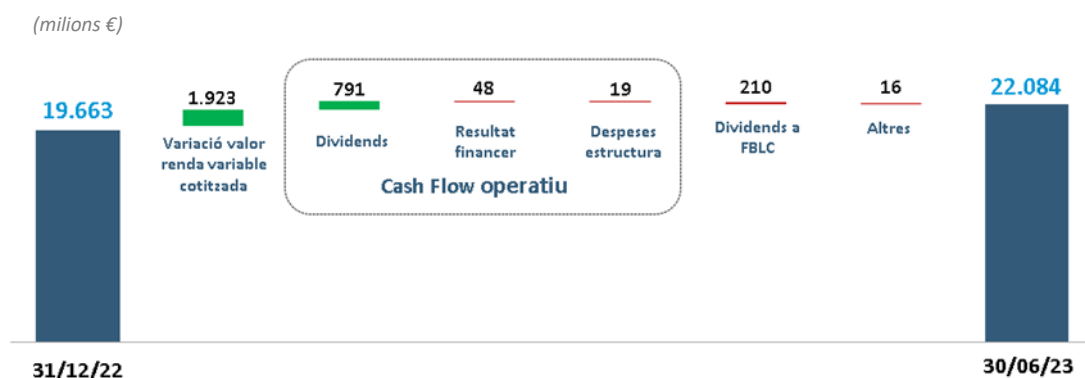 (milions €)
19.663
1.923
Variació valor
renda variable
cotitzada
791
Dividends
48
Resultat
financer
19
Despeses
estructura
Cash Flow operatiu
210
Dividends a
FBLC
16
Altres
22.084
31/12/22
30/06/23